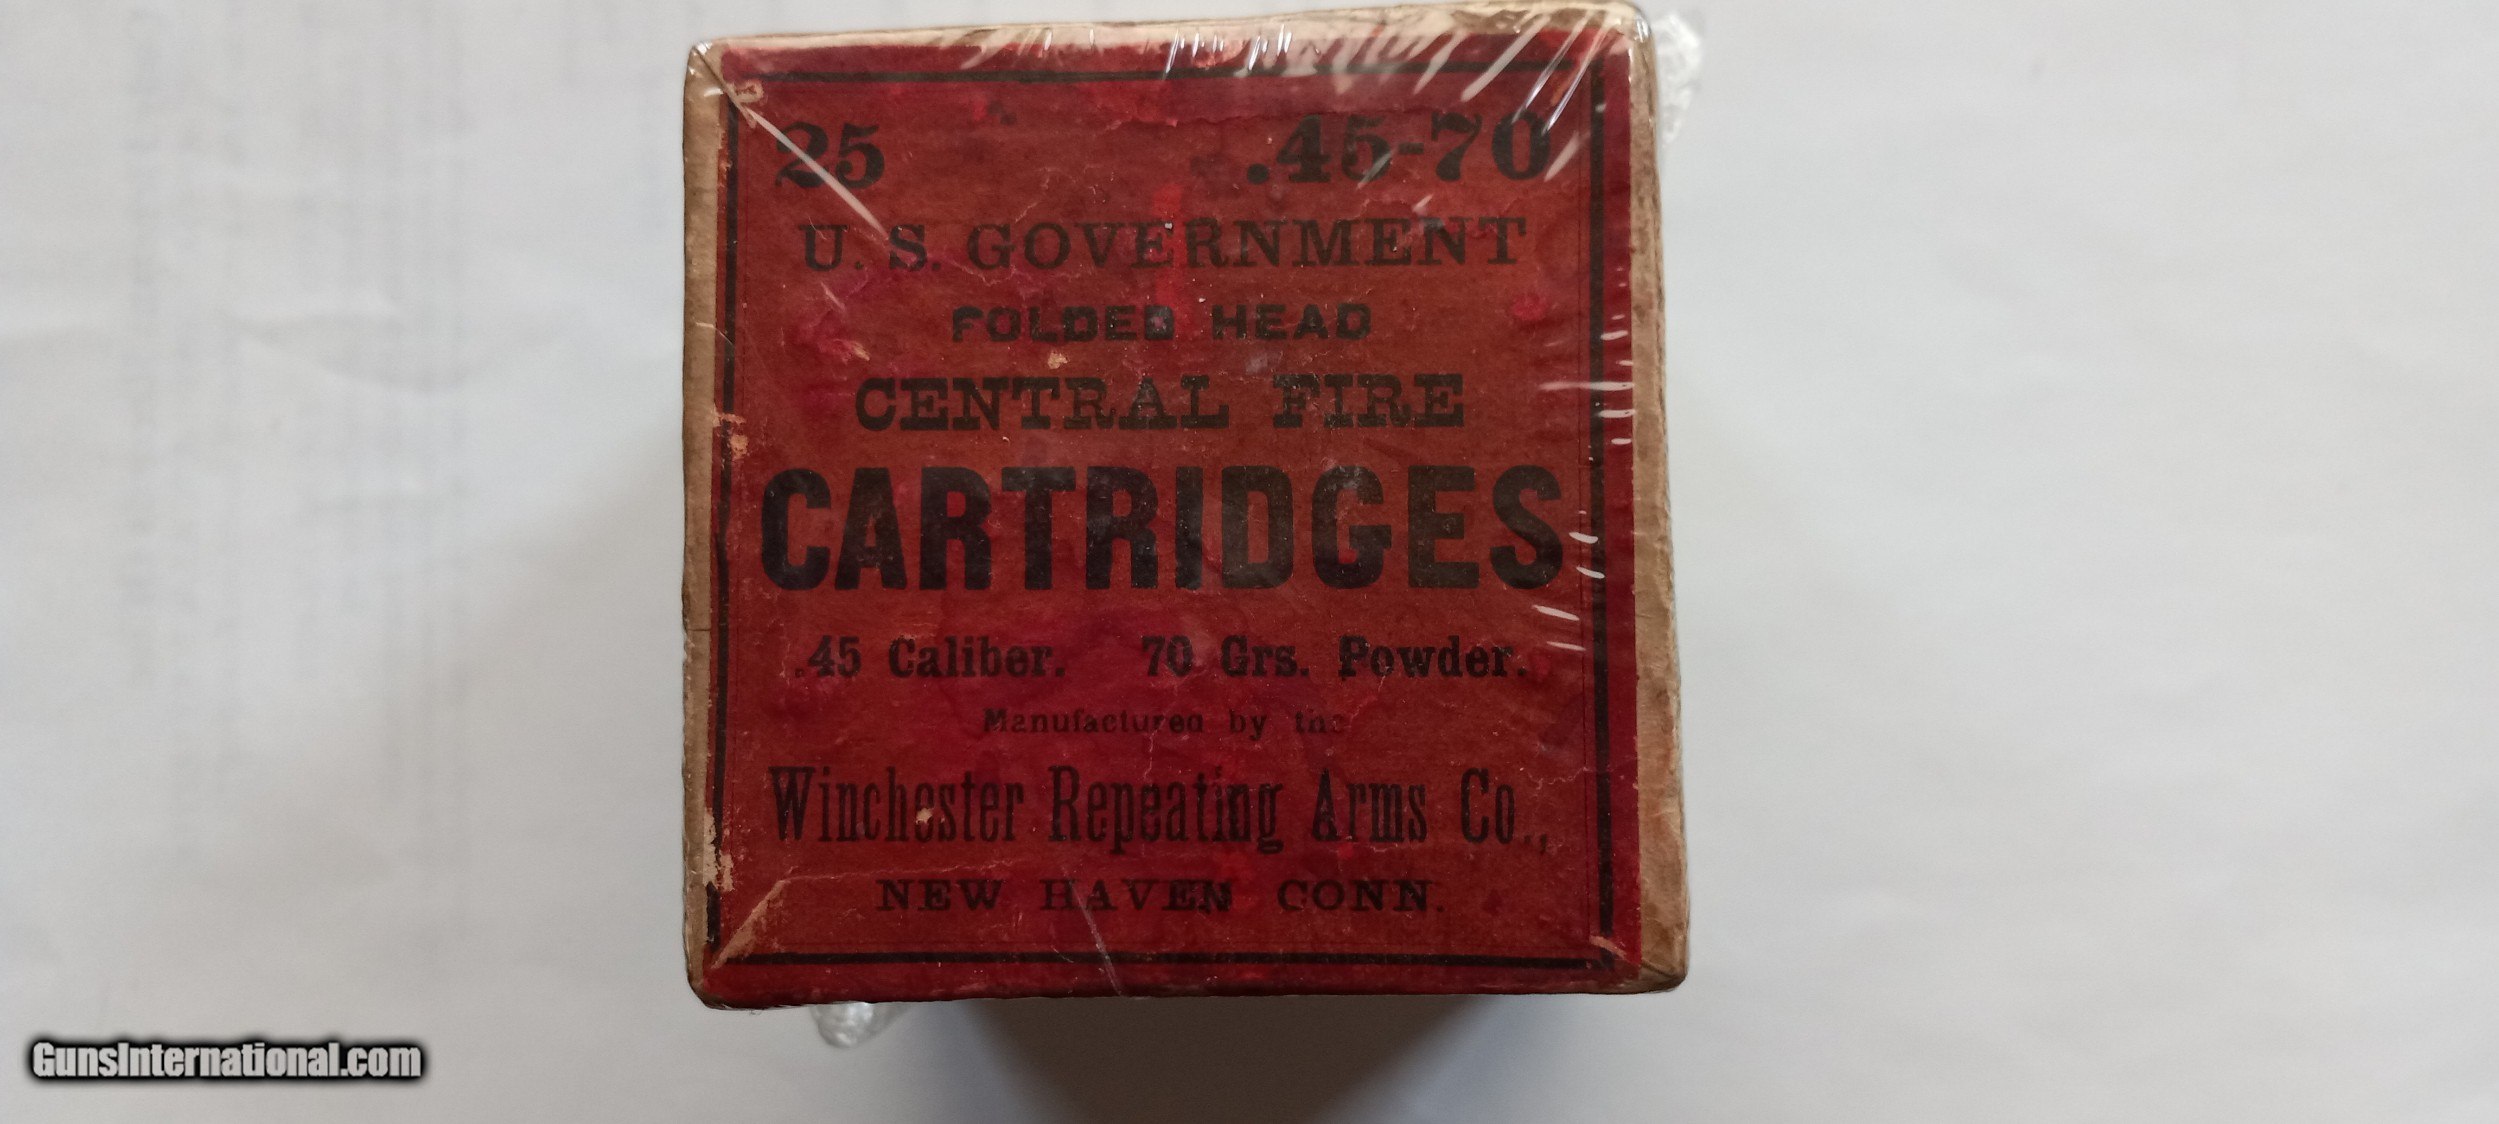 25 .45-70
U. S. GOVERNMENT
FOLDED HEAD
CENTRAL FIRE
CARTRIDGES
.45 Caliber. 70 Grs. Powder.
Manufactured by the
Winchester Repeating Arms Co.,
NEW HAVEN CONN.
GunsInternational.com